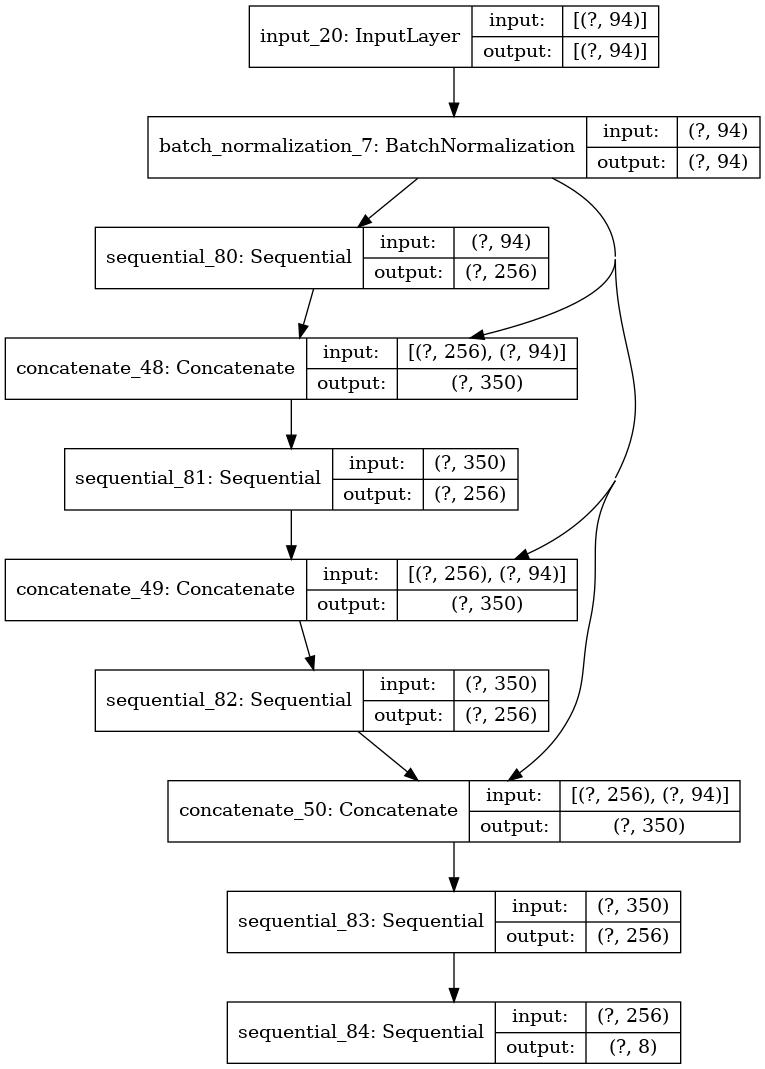 input_20: InputLayer input: [(?, 94)]
output: [(?, 94)]
batch_normalization_7: BatchNormalization input: (?, 94)
output: (?, 94)
sequential_80: Sequential input: (?, 94)
output: (?, 256)
concatenate_48: Concatenate input: [(?, 256), (?, 94)]
output: (?, 350)
sequential_81: Sequential input: (?, 350)
output: (?, 256)
concatenate_49: Concatenate input: [(?, 256), (?, 94)]
output: (?, 350)
sequential_82: Sequential input: (?, 350)
output: (?, 256)
concatenate_50: Concatenate input: [(?, 256), (?, 94)]
output: (?, 350)
sequential_83: Sequential input: (?, 350)
output: (?, 256)
sequential_84: Sequential input: (?, 256)
output: (?, 8)